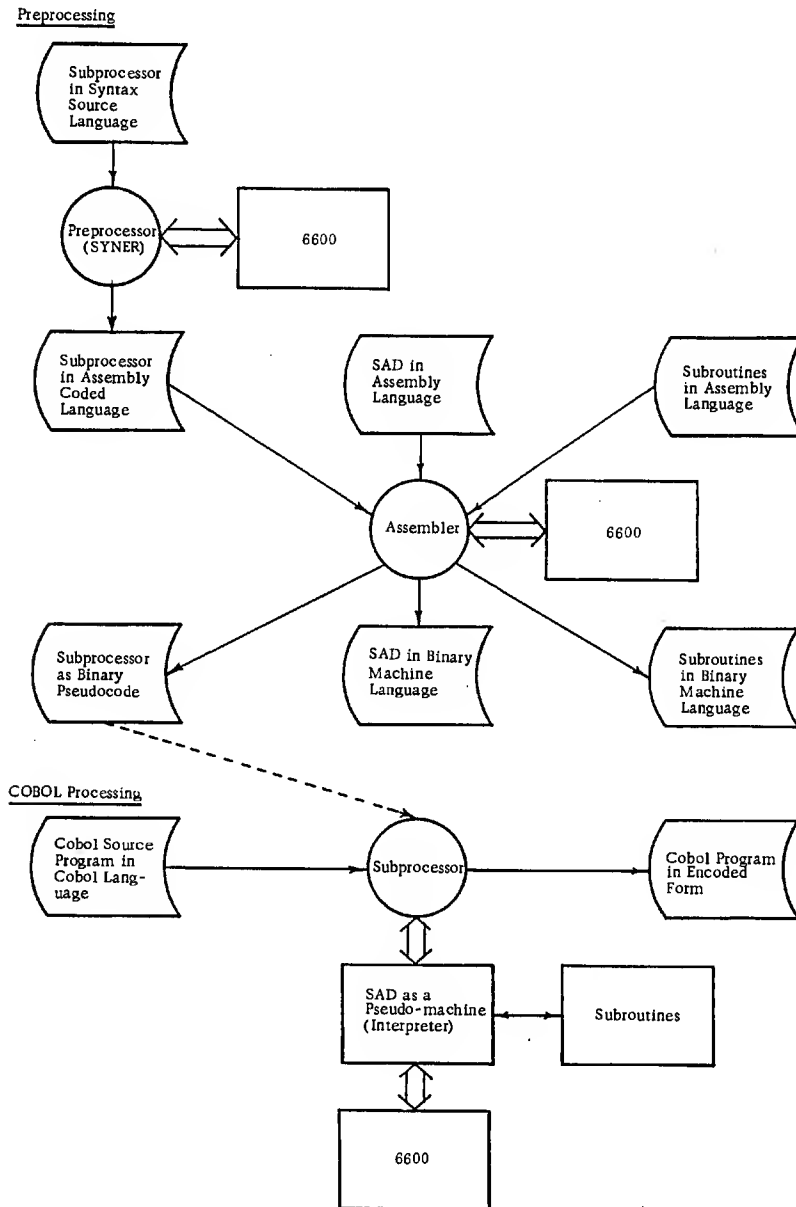 Preprocessing
Subprocessor
in Syntax
Source
Language
Preprocessor
(SYNER)
6600
Subprocessor
in Assembly
Coded
Language
SAD in
Assembly
Language
Subroutines
in Assembly
Language
Assembler
6600
Subprocessor
as Binary
Pseudocode
SAD in Binary
Machine
Language
Subroutines
in Binary
Machine
Language
COBOL Processing
Cobol Source
Program in
Cobol Lang-
uage
Subprocessor
Cobol Program
in Encoded
Form
SAD as a
Pseudo-machine
(Interpreter)
Subroutines
6600